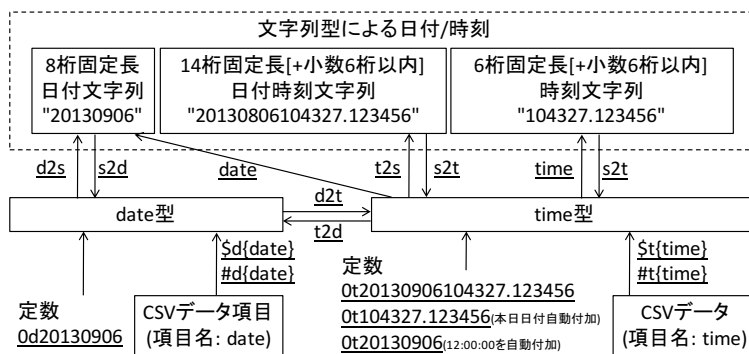 文字列型による日付/時刻
8桁固定長
日付文字列
"20130906"
14桁固定長[+小数6桁以内]
日付時刻文字列
"20130806104327.123456"
6桁固定長[+小数6桁以内]
時刻文字列
"104327.123456"
d2s
s2d
date
t2s
s2t
time
s2t
date型
d2t
t2d
time型
$d{date}
#d{date}
$t{time}
#t{time}
定数
0d20130906
CSVデータ項目
(項目名: date)
定数
0t20130906104327.123456
0t104327.123456(本日日付自動付加)
0t20130906(12:00:00を自動付加)
CSVデータ
(項目名: time)